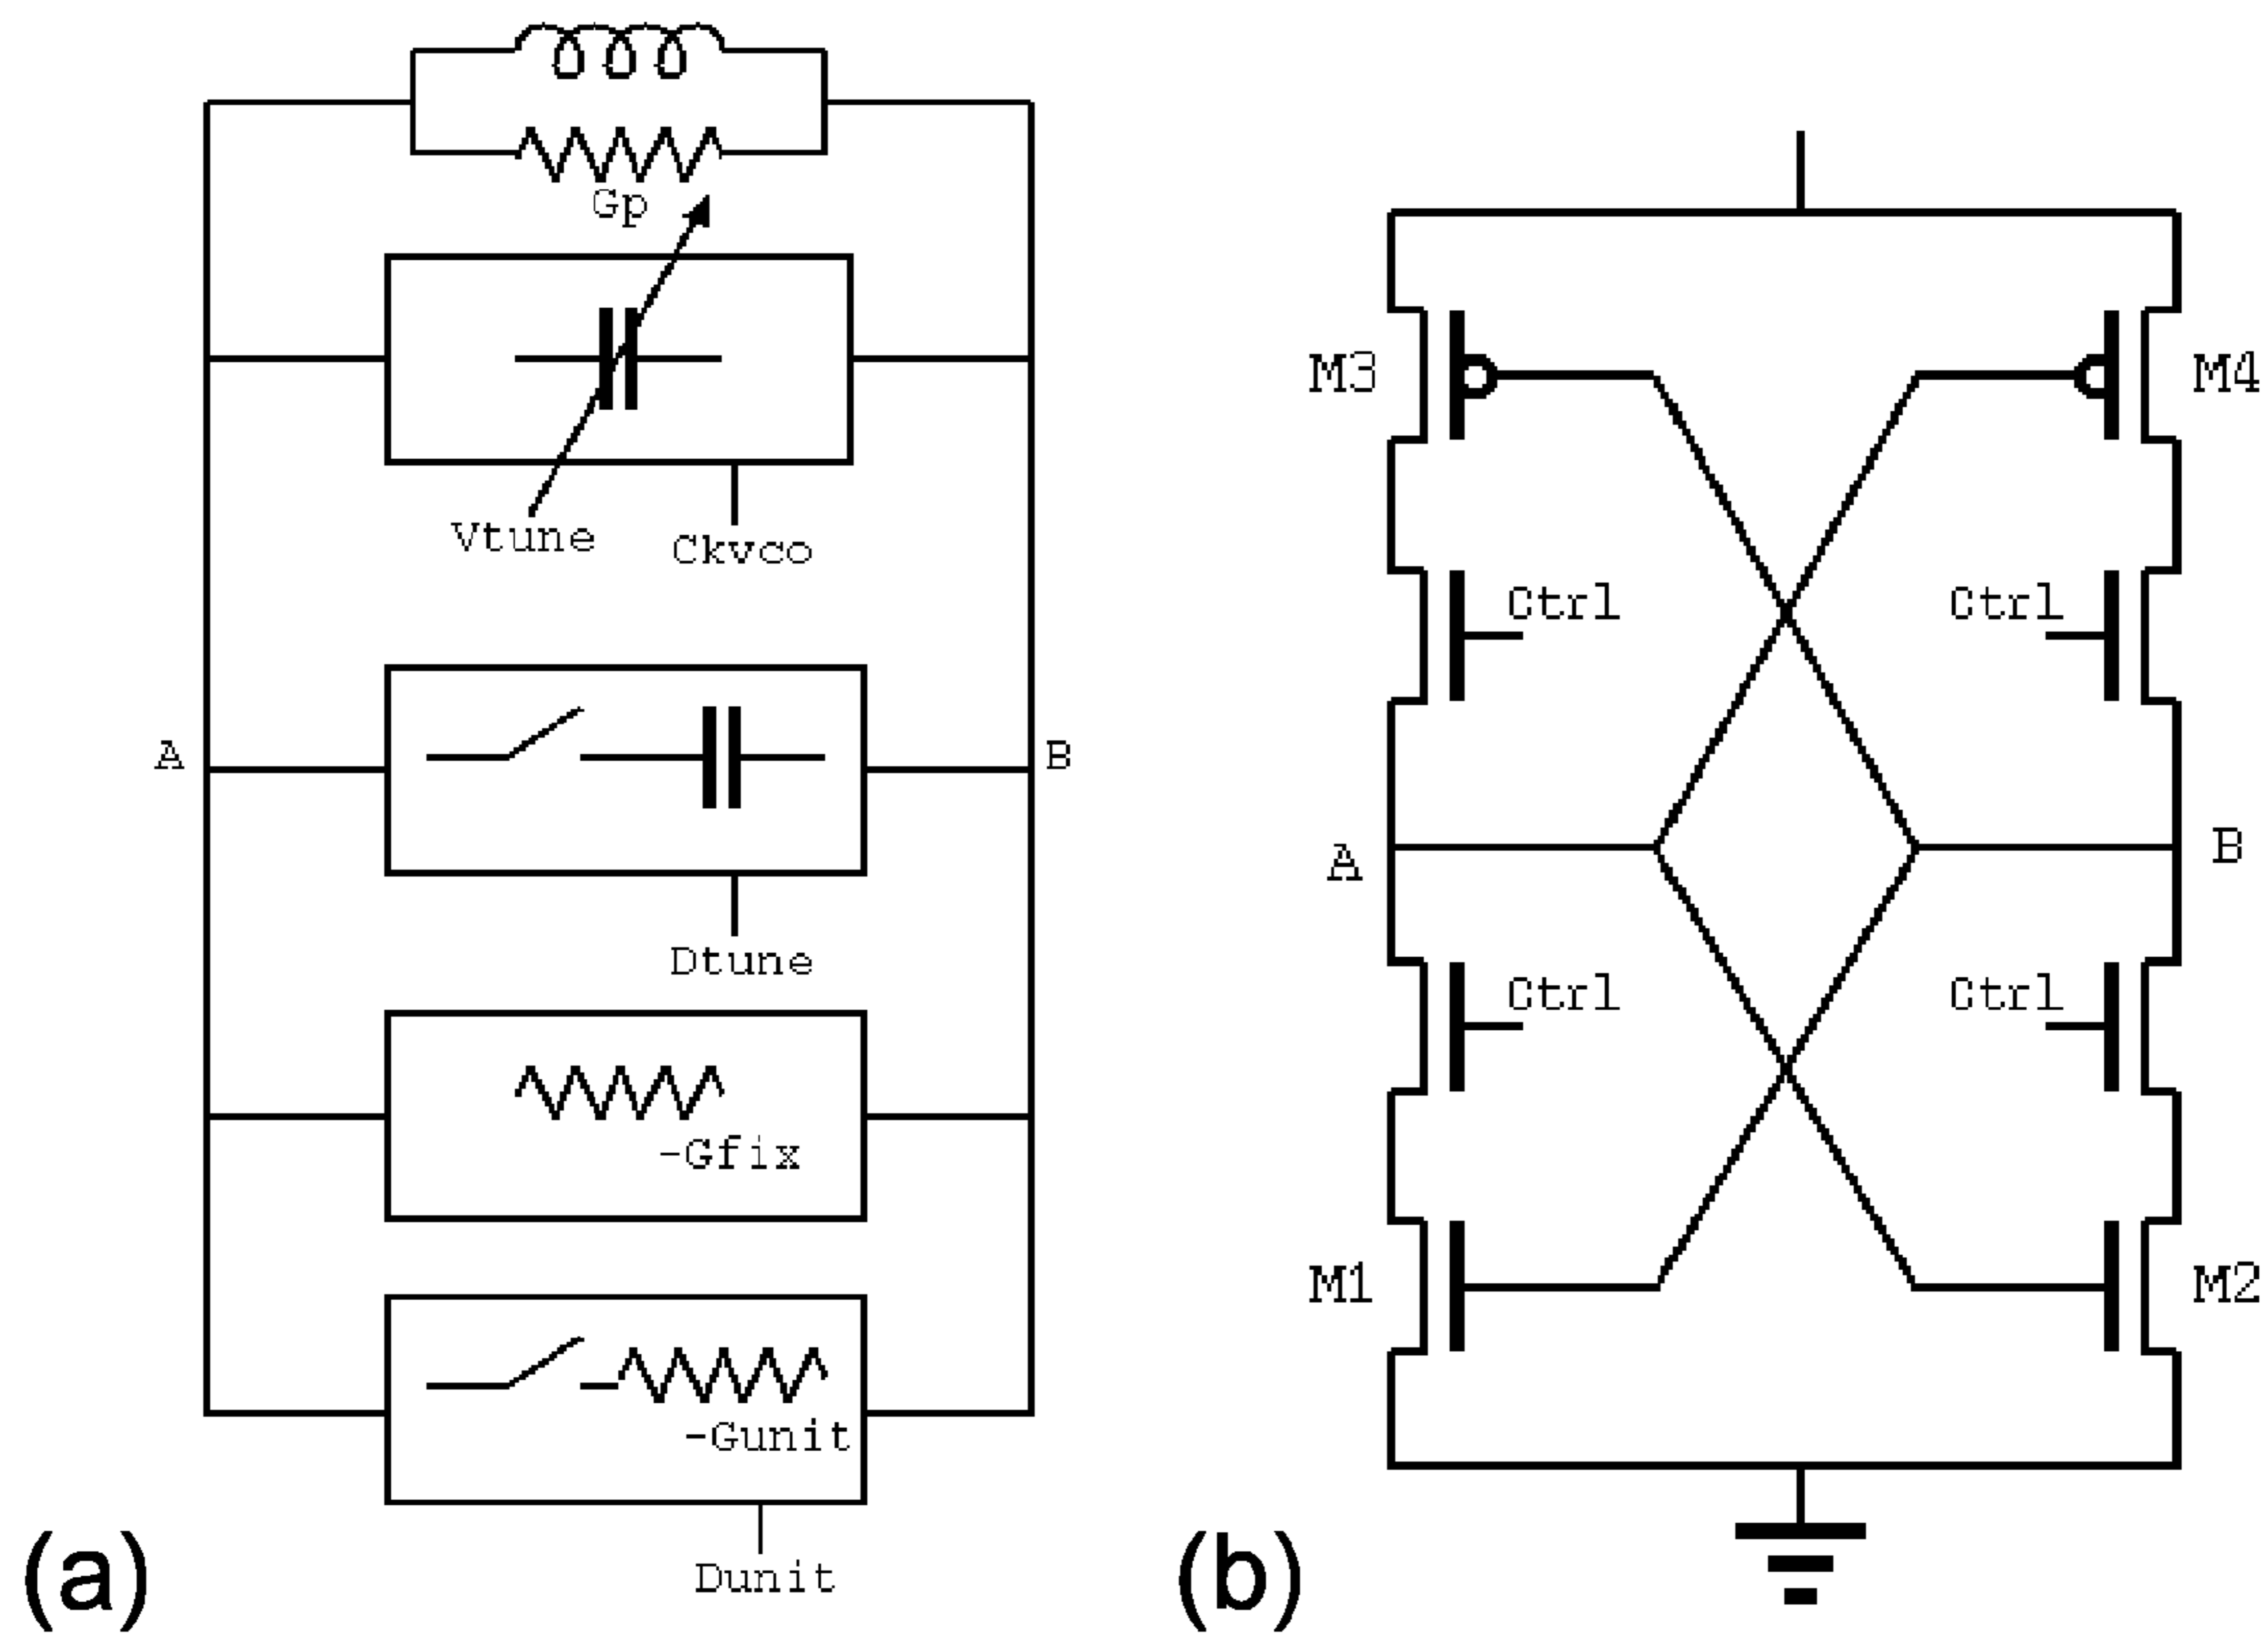 Gp
Vtune
Ckvco
A
B
Dtune
-Gfix
-Gunit
Dunit
(a)
M3
M4
Ctrl
Ctrl
A
B
Ctrl
Ctrl
M1
M2
(b)